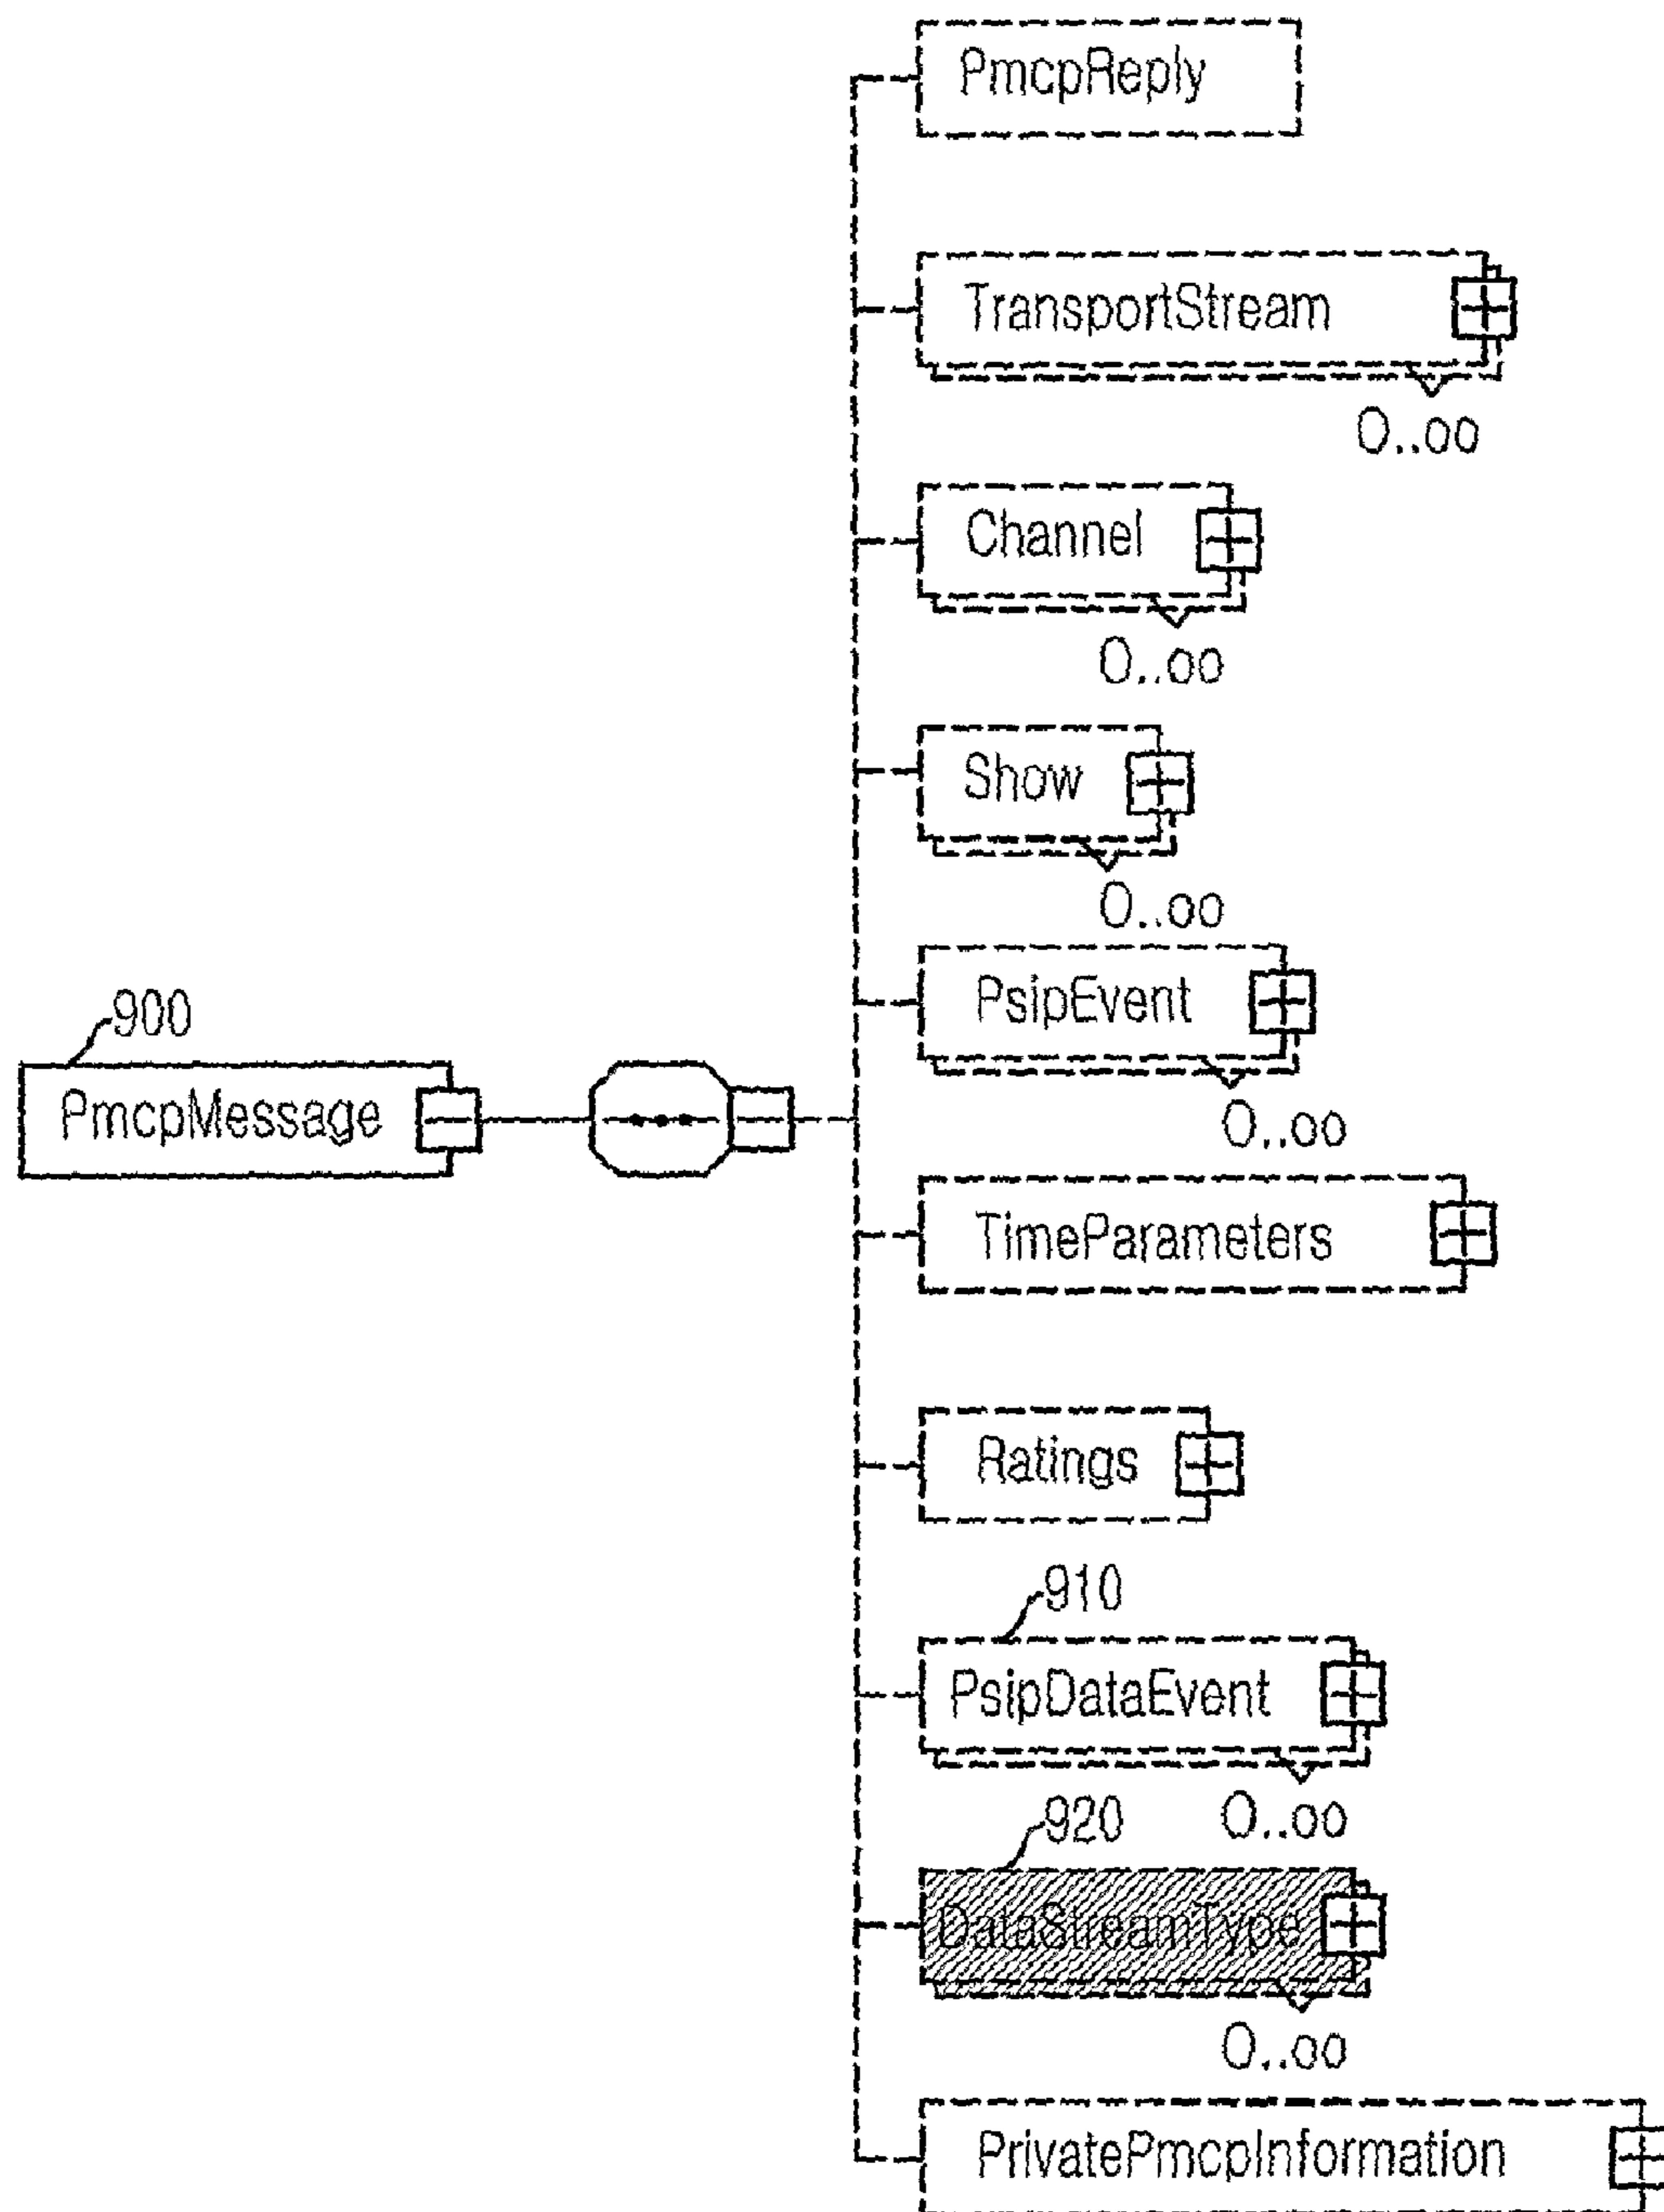 PmcpReply
TransportStream
0..oo
Channel
0..oo
Show
0..oo
PsipEvent
0..oo
900
PmcpMessage
TimeParameters
Ratings
910
PsipDataEvent
0..oo
920
DataStreamType
0..oo
PrivatePmcpInformation